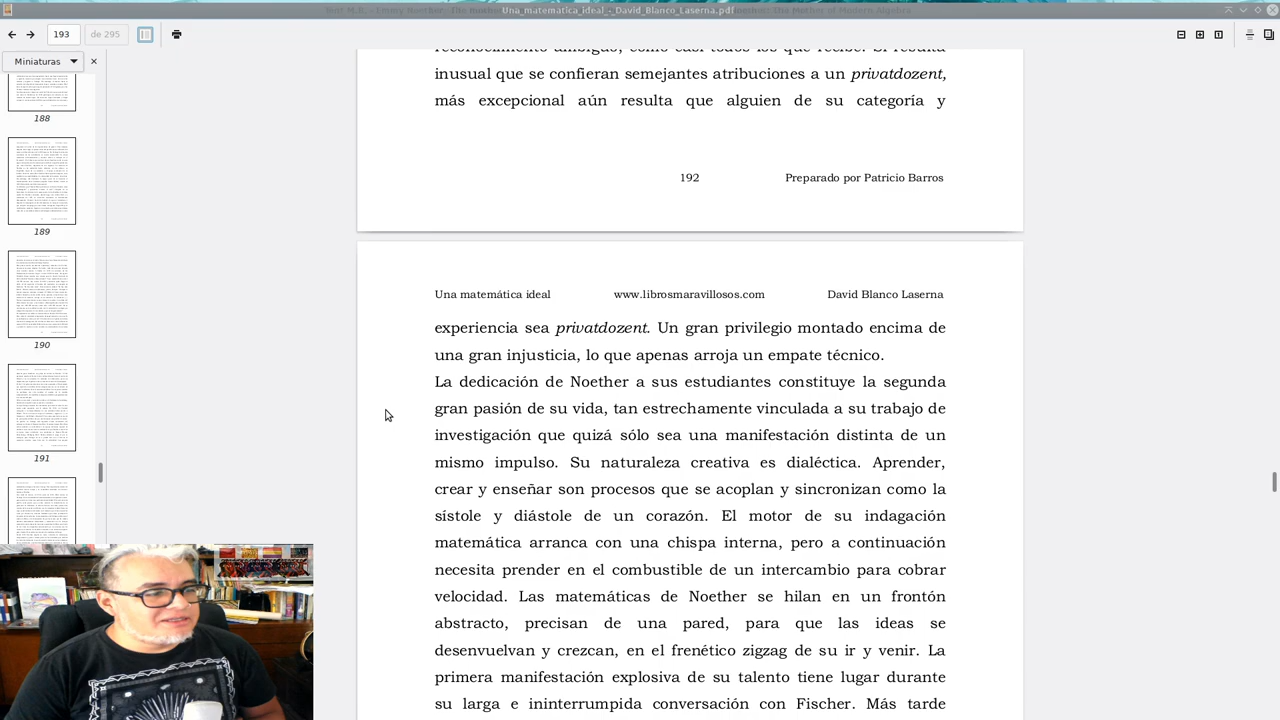 Una_matematica_ideal_-_David_Blanco_Laserna.pdf
193
de 295
Miniaturas
188
189
190
191
inusual que se confieran semejantes atribuciones a un privatdozent,
más excepcional aún resulta que alguien de su categoría y
192 Preparado por Patricio Barros
Una matematica ideal www.librosmaravillosos.com David Blanco Laserna
experiencia sea privatdozent. Un gran privilegio montado encima de
una gran injusticia, lo que apenas arroja un empate técnico.
La dedicación de Noether a sus estudiantes constituye la segunda
gran pasión de su vida, tan estrechamente vinculada a su trabajo de
investigación que quizá sólo sea una manifestación distinta de un
mismo impulso. Su naturaleza creativa es dialéctica. Aprender,
crear y enseñar son procesos que se animan y sincronizan como la
sístole y diástole de un corazón. El motor de su indagación
matemática arranca con una chispa interna, pero a continuación
necesita prender en el combustible de un intercambio para cobrar
velocidad. Las matemáticas de Noether se hilan en un frontón
abstracto, precisan de una pared, para que las ideas se
desenvuelvan y crezcan, en el frenético zigzag de su ir y venir. La
primera manifestación explosiva de su talento tiene lugar durante
su larga e ininterrumpida conversación con Fischer. Más tarde